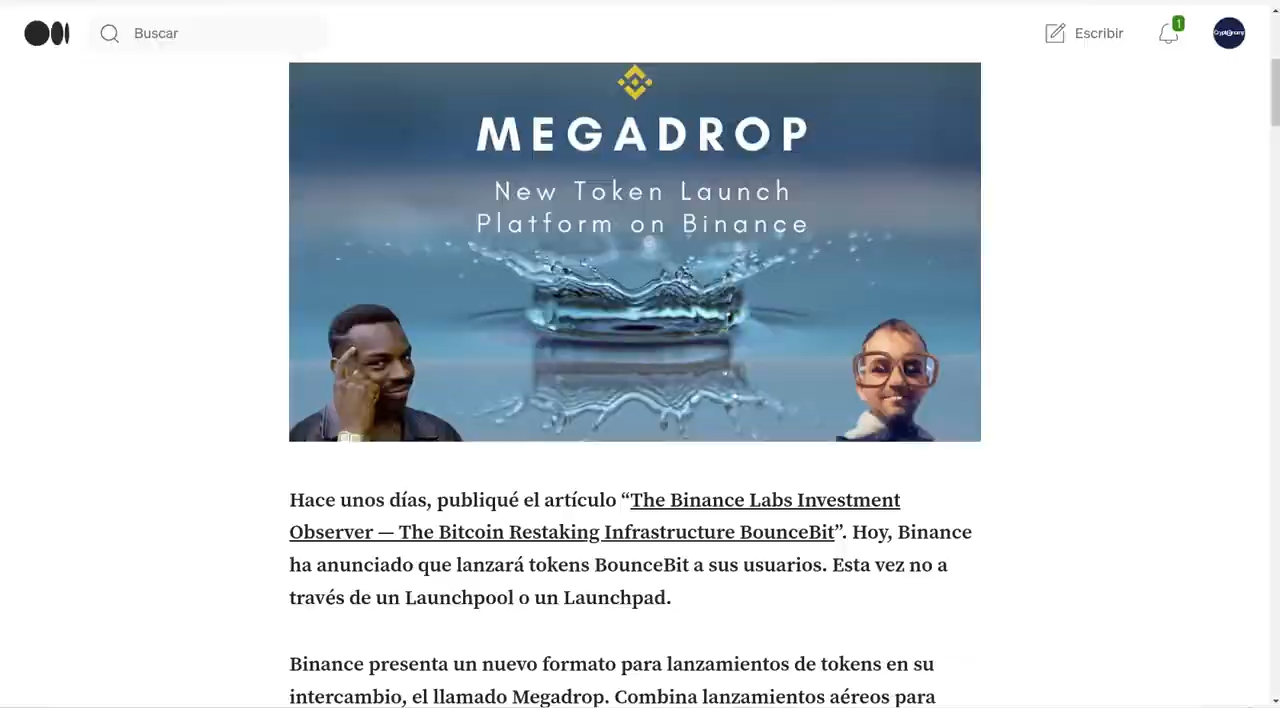 Buscar
Escribir
1
MEGADROP
New Token Launch
Platform on Binance
Hace unos días, publiqué el artículo “The Binance Labs Investment
Observer — The Bitcoin Restaking Infrastructure BounceBit”. Hoy, Binance
ha anunciado que lanzará tokens BounceBit a sus usuarios. Esta vez no a
través de un Launchpool o un Launchpad.
Binance presenta un nuevo formato para lanzamientos de tokens en su
intercambio, el llamado Megadrop. Combina lanzamientos aéreos para